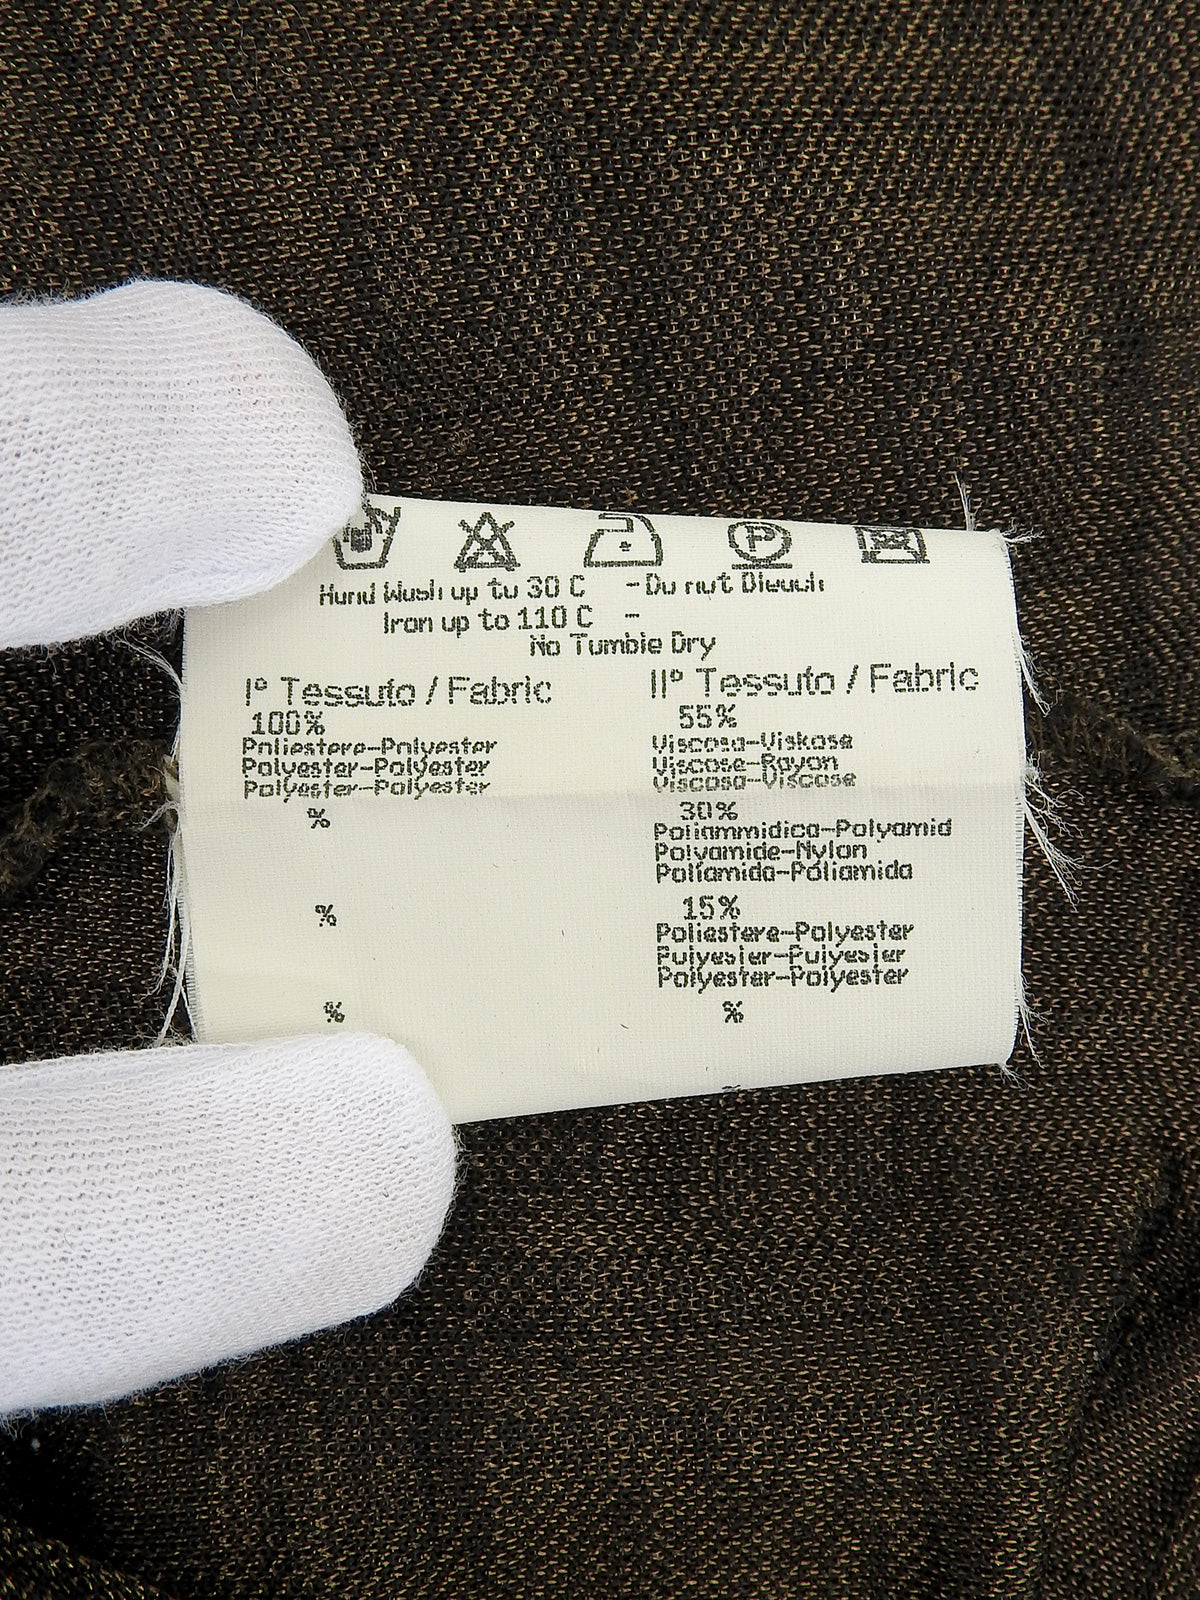 P
Hand Wash up to 30 C - Do not Bleach
Iron up to 110 C -
No Tumble Dry
I° Tessuto / Fabric
100%
Poliestere-Polyester
Polyester-Polyester
Polyester-Polyester
%
%
%
II° Tessuto / Fabric
55%
Viscosa-Viskose
Viscose-Rayon
Viscosa-Viscose
30%
Poliammidica-Polyamid
Polyamide-Nylon
Poliamida-Poliamida
15%
Poliestere-Polyester
Polyester-Polyester
Polyester-Polyester
%